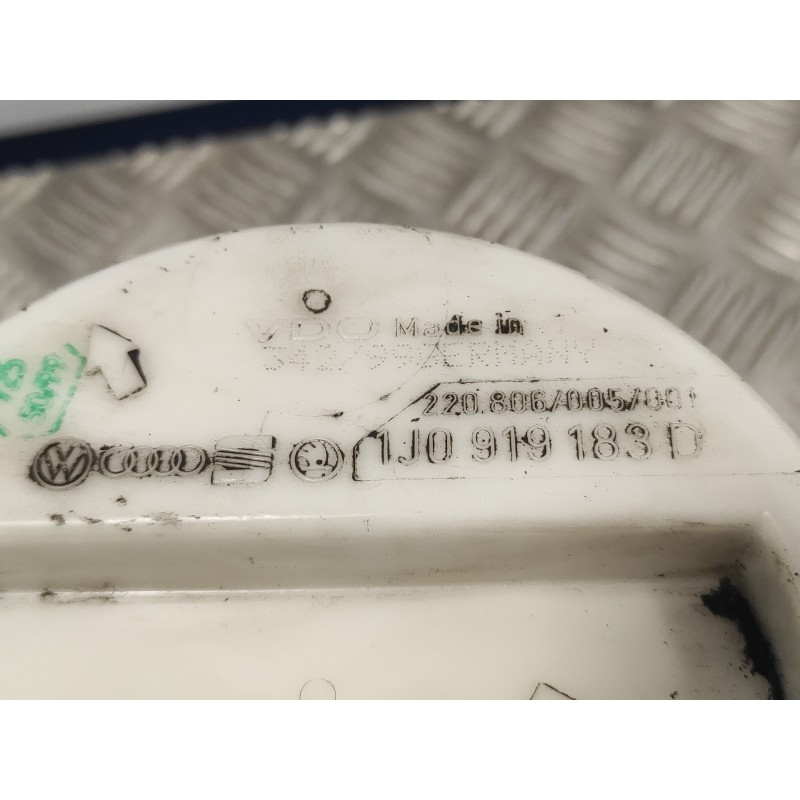 VDO Made in
GERMANY
220.806/005/001
1J0 919 183 D